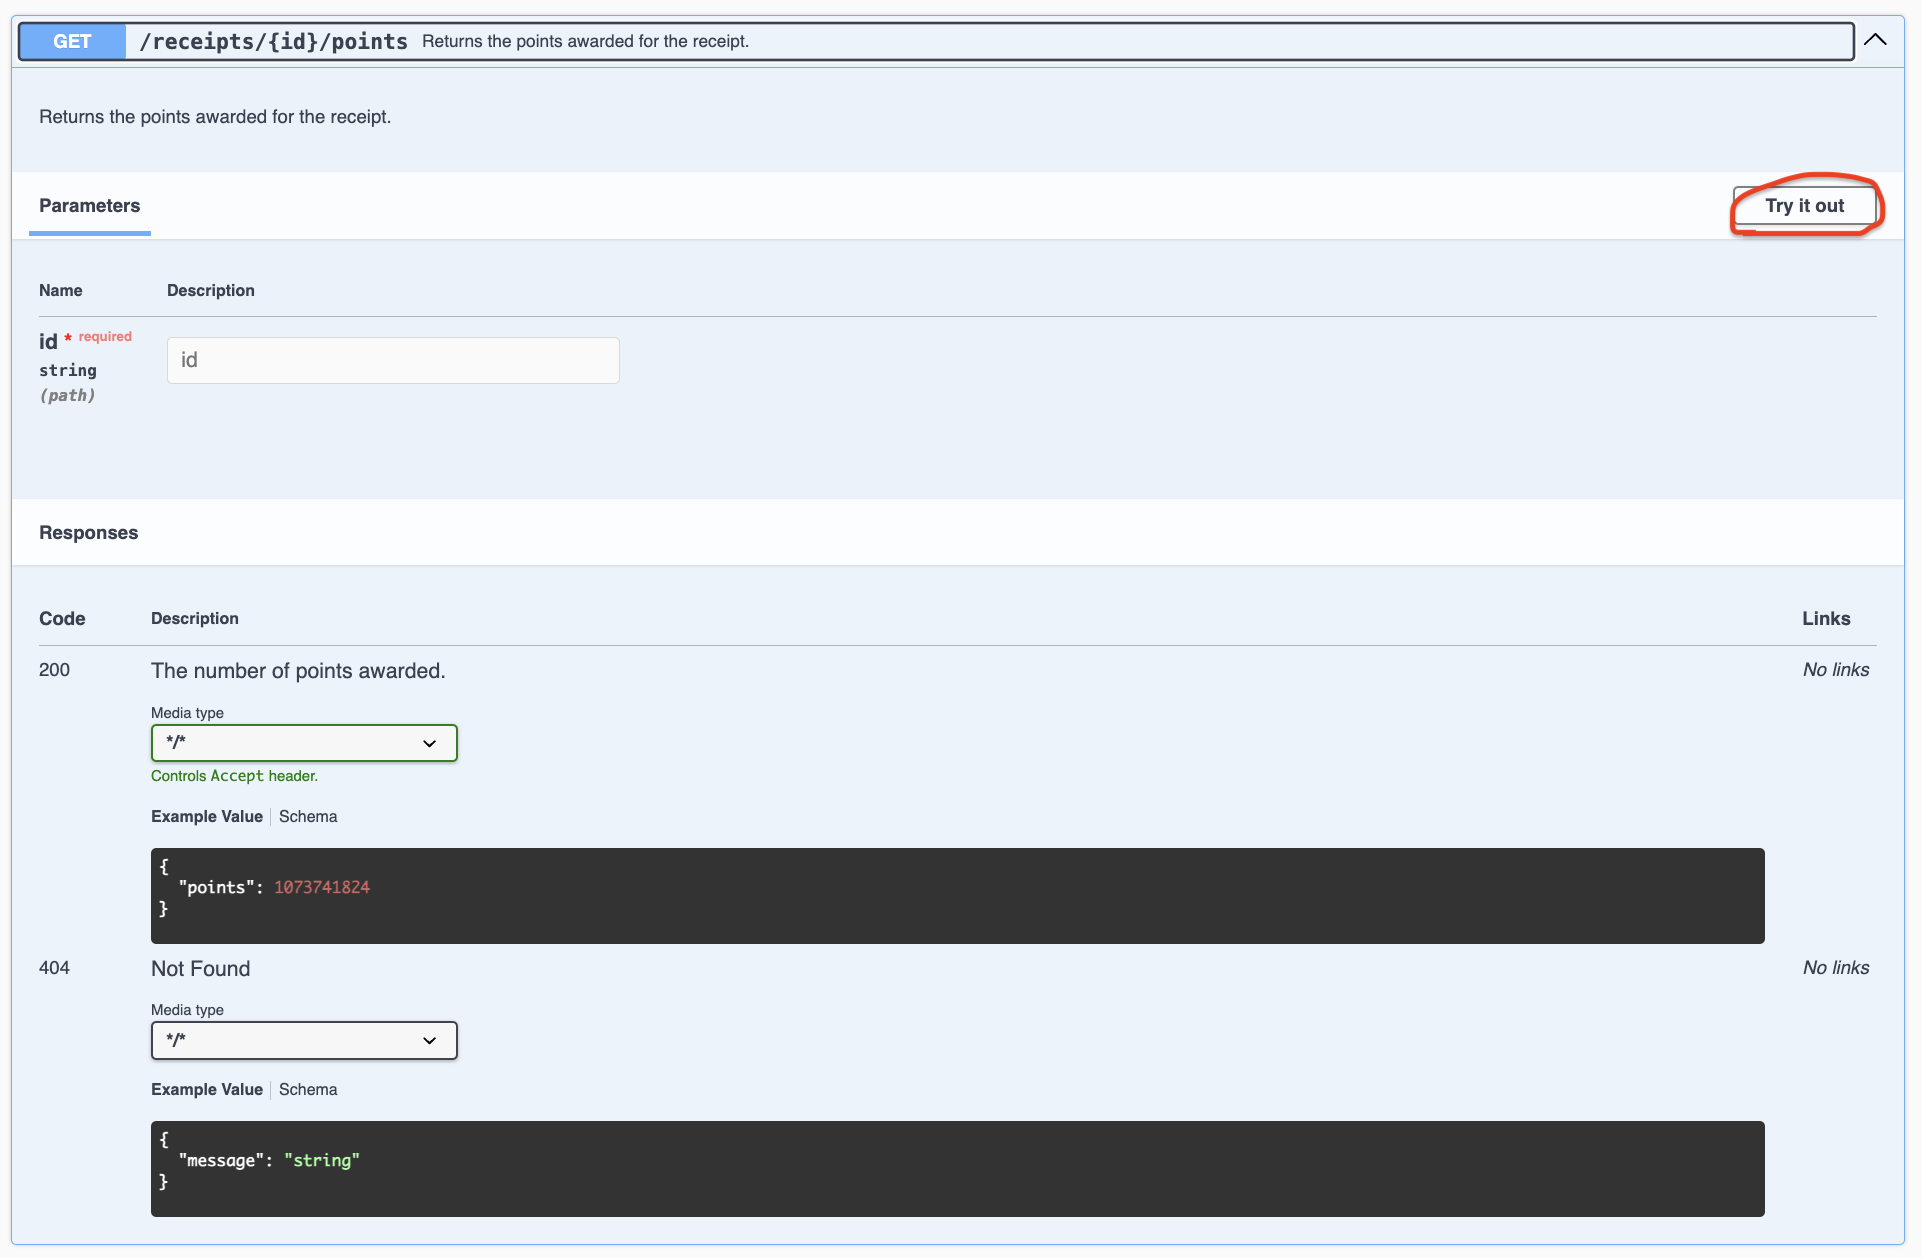 GET /receipts/{id}/points Returns the points awarded for the receipt.
Returns the points awarded for the receipt.
Parameters
Try it out
Name Description
id * required
string
(path)
id
Responses
Code Description Links
200 The number of points awarded. No links
Media type
*/*
Controls Accept header.
Example Value Schema
{
"points": 1073741824
}
404 Not Found No links
Media type
*/*
Example Value Schema
{
"message": "string"
}